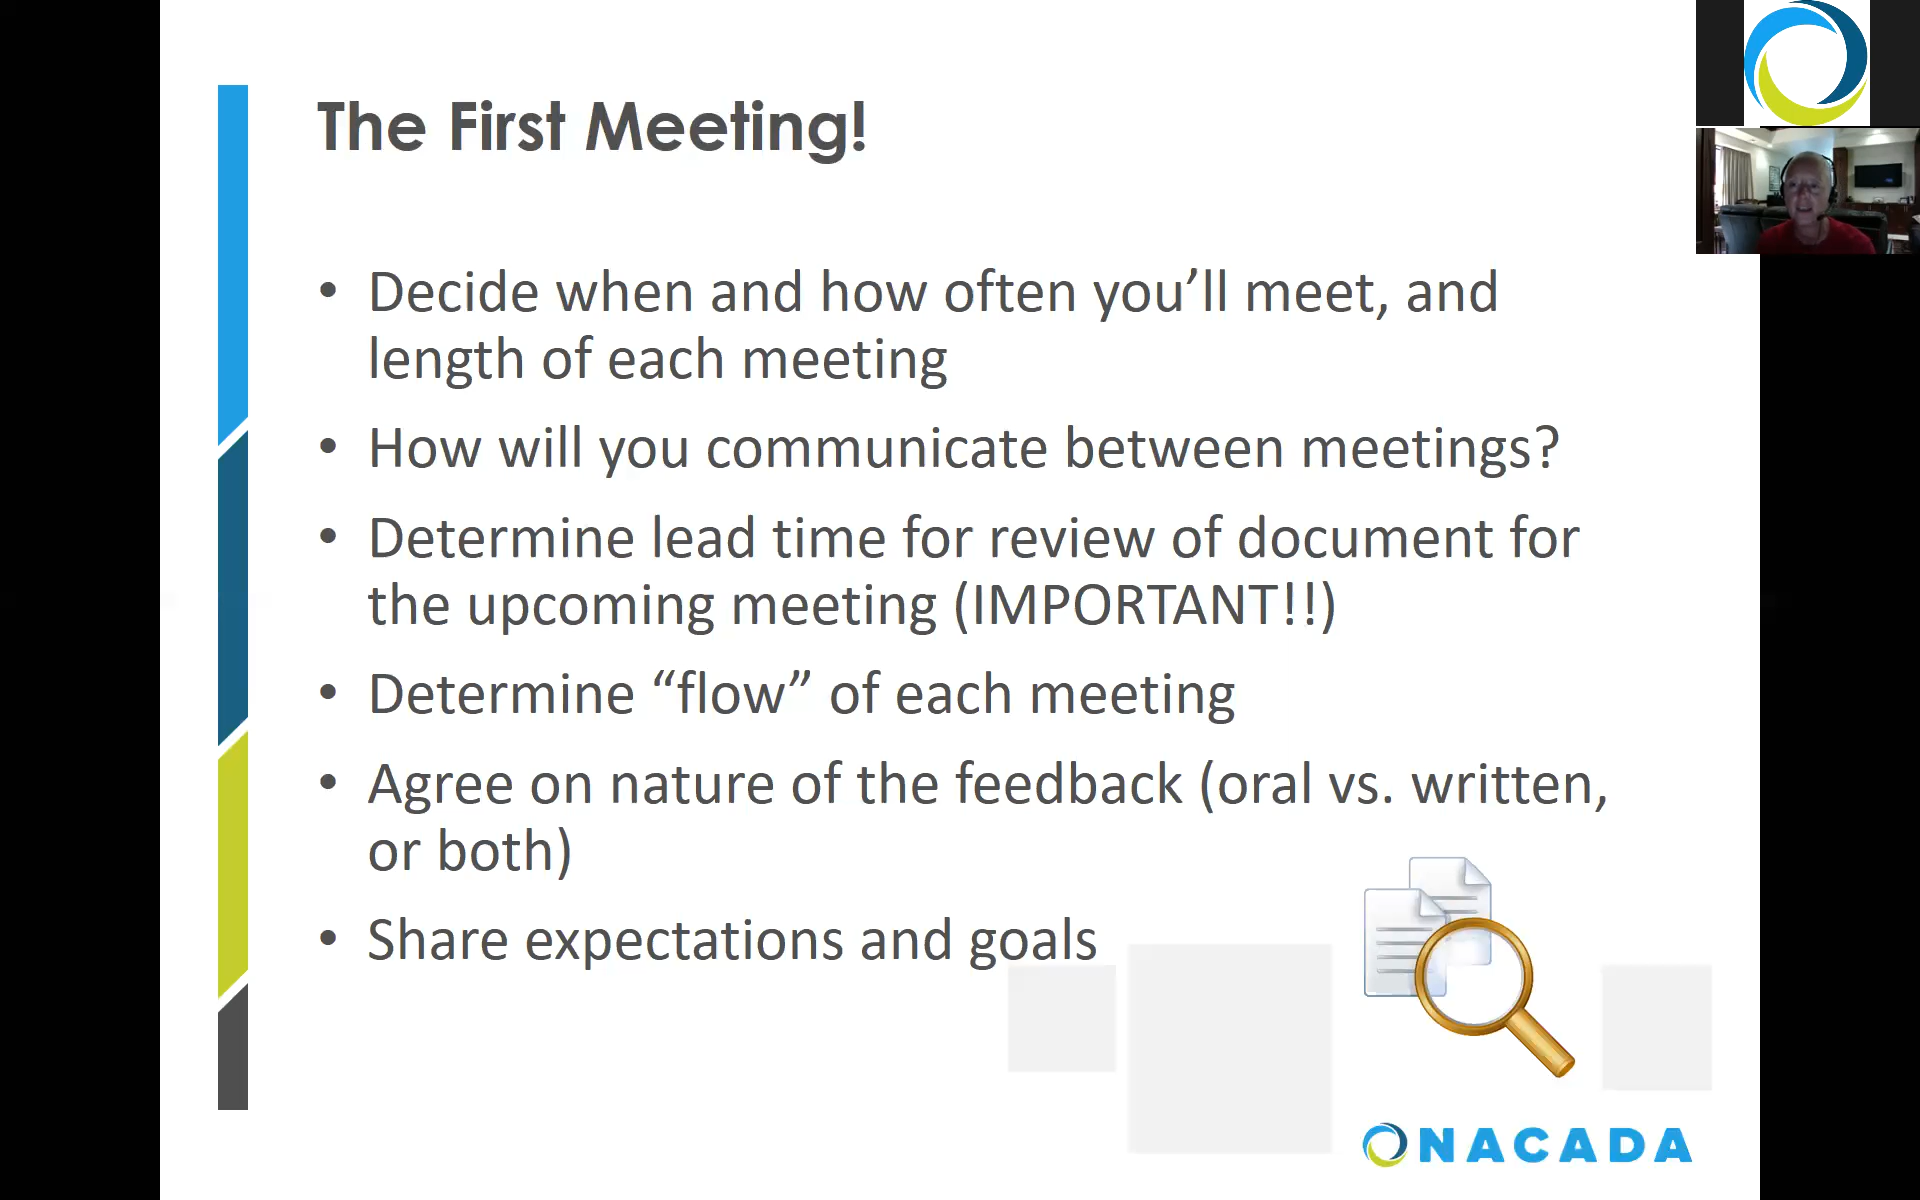 The First Meeting!
• Decide when and how often you’ll meet, and
length of each meeting
• How will you communicate between meetings?
• Determine lead time for review of document for
the upcoming meeting (IMPORTANT!!)
• Determine “flow” of each meeting
• Agree on nature of the feedback (oral vs. written,
or both)
• Share expectations and goals
NACADA